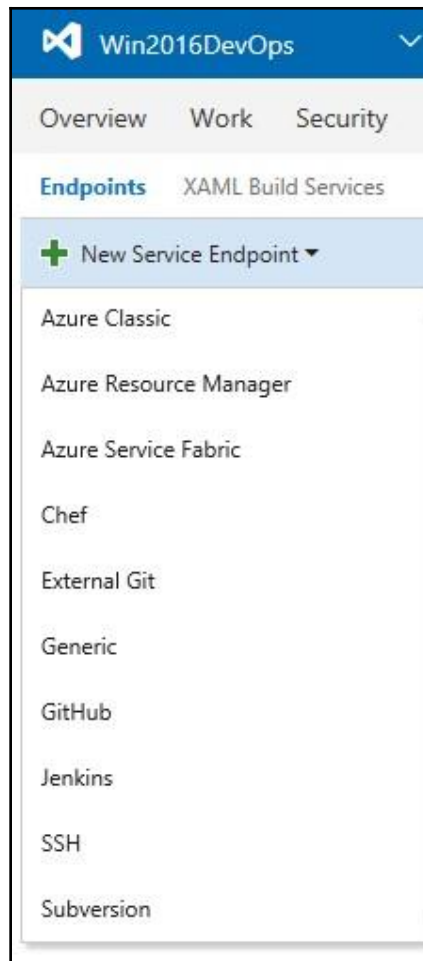 Win2016DevOps
Overview Work Security
Endpoints XAML Build Services
New Service Endpoint
Azure Classic
Azure Resource Manager
Azure Service Fabric
Chef
External Git
Generic
GitHub
Jenkins
SSH
Subversion